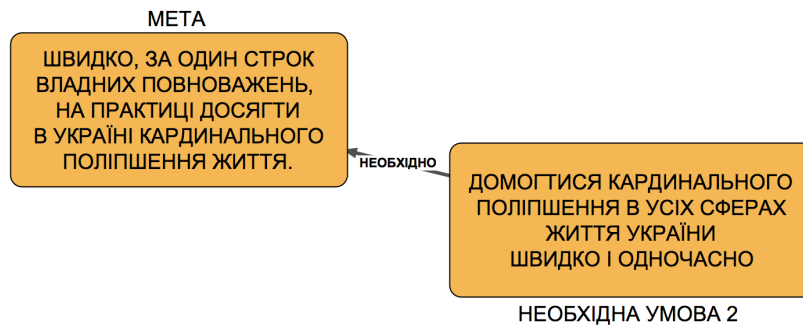 МЕТА
ШВИДКО, ЗА ОДИН СТРОК
ВЛАДНИХ ПОВНОВАЖЕНЬ,
НА ПРАКТИЦІ ДОСЯГТИ
В УКРАЇНІ КАРДИНАЛЬНОГО
ПОЛІПШЕННЯ ЖИТТЯ.
НЕОБХІДНО
ДОМОГТИСЯ КАРДИНАЛЬНОГО
ПОЛІПШЕННЯ В УСІХ СФЕРАХ
ЖИТТЯ УКРАЇНИ
ШВИДКО І ОДНОЧАСНО
НЕОБХІДНА УМОВА 2